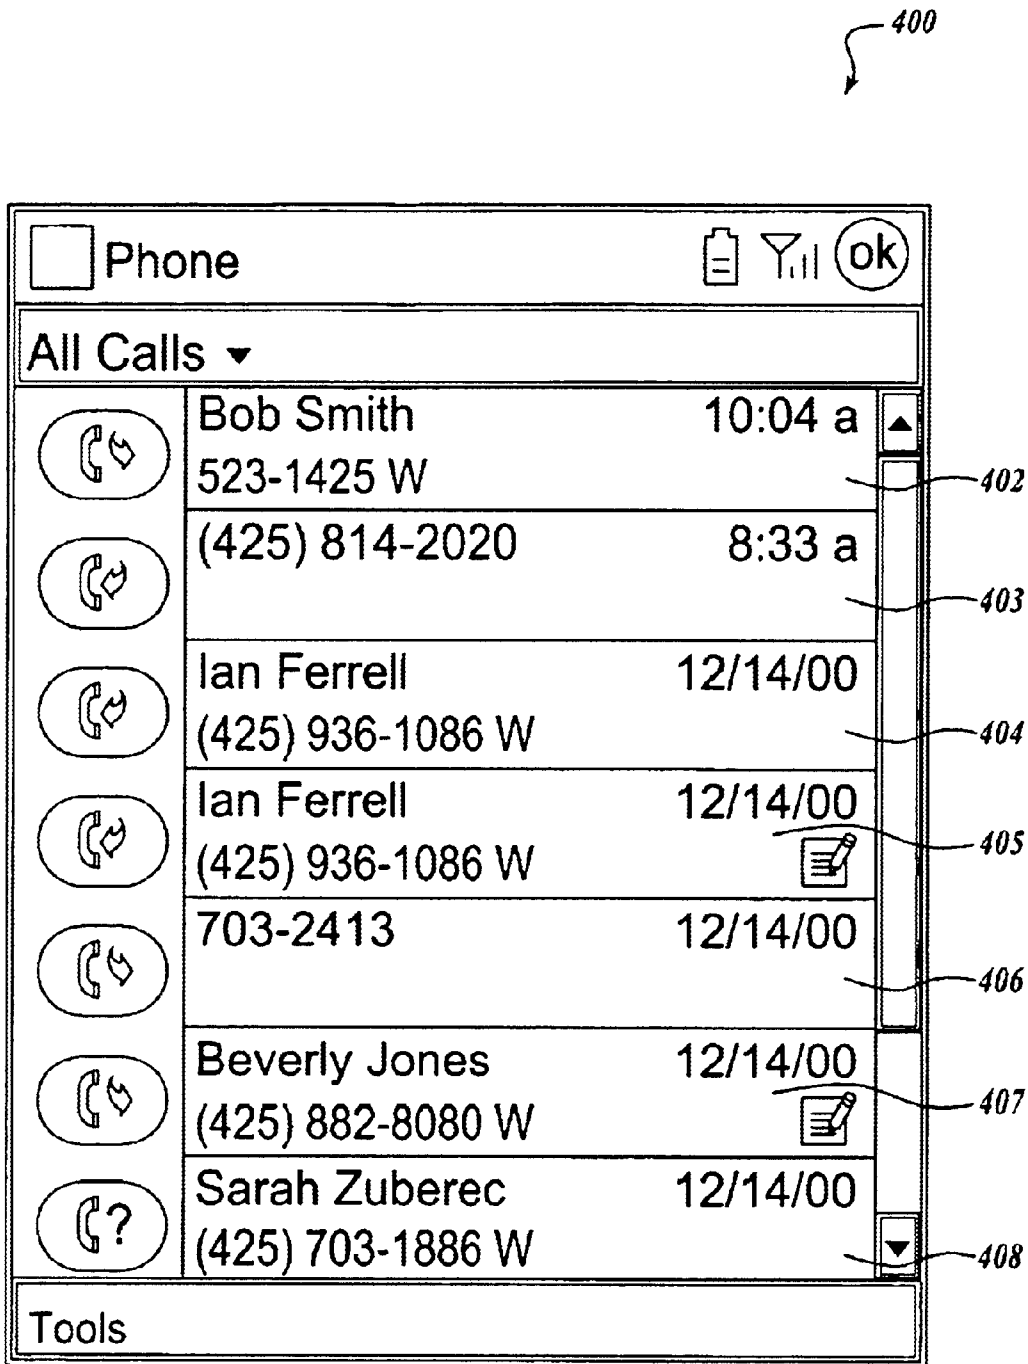 400
Phone ok
All Calls
Bob Smith 10:04 a
523-1425 W
402
(425) 814-2020 8:33 a
403
Ian Ferrell 12/14/00
(425) 936-1086 W
404
Ian Ferrell 12/14/00
405
(425) 936-1086 W
703-2413 12/14/00
406
Beverly Jones 12/14/00
407
(425) 882-8080 W
?
Sarah Zuberec 12/14/00
(425) 703-1886 W
408
Tools